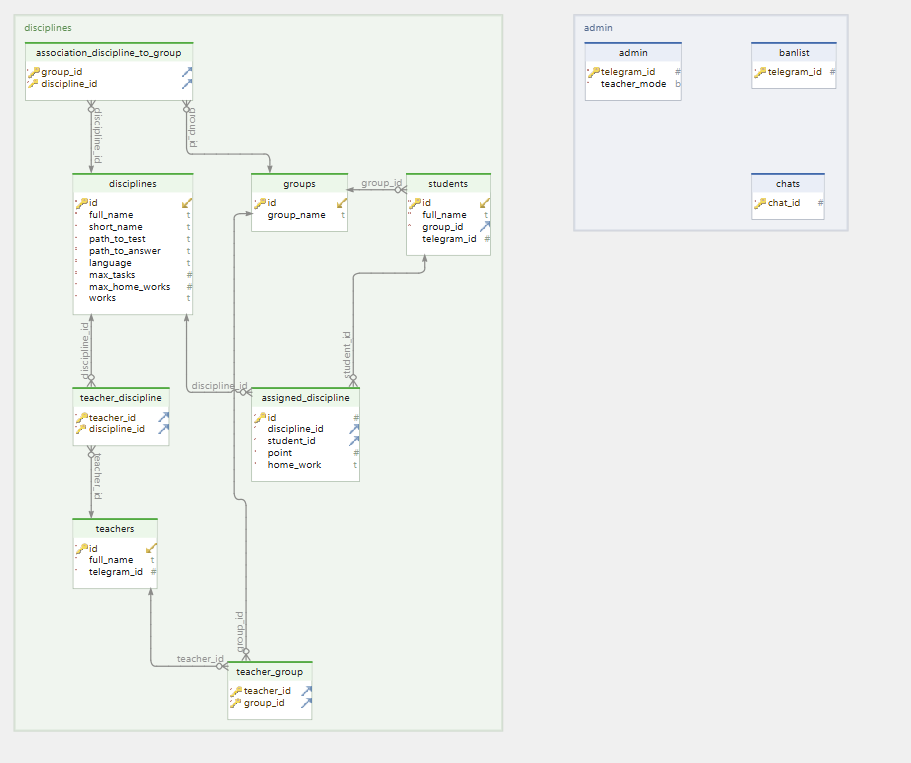 disciplines
association_discipline_to_group
group_id
discipline_id
discipline_id
group_id
disciplines
id
full_name t
short_name t
path_to_test t
path_to_answer t
language t
max_tasks #
max_home_works #
works t
groups
id
group_name t
group_id
students
id
full_name t
group_id
telegram_id #
discipline_id
discipline_id
student_id
teacher_discipline
teacher_id
discipline_id
assigned_discipline
id #
discipline_id
student_id
point #
home_work t
teacher_id
teachers
id
full_name t
telegram_id #
teacher_id
group_id
teacher_group
teacher_id
group_id
admin
admin
telegram_id #
teacher_mode b
banlist
telegram_id #
chats
chat_id #